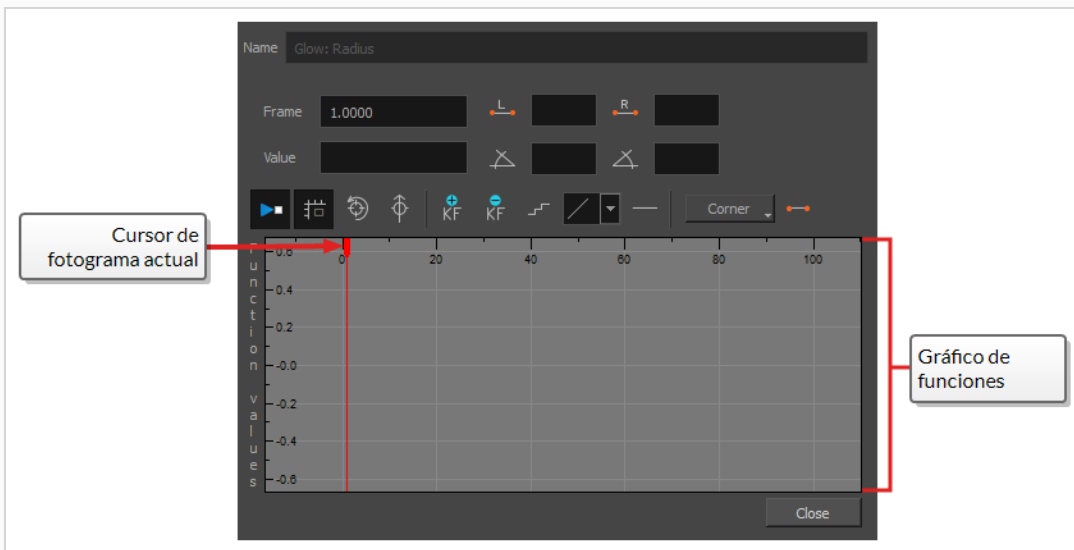 Name Glow: Radius
Frame 1.0000 L R
Value
KF KF Corner
Cursor de
fotograma actual
0 20 40 60 80 100
Function values
0.6
0.4
0.2
-0.0
-0.2
-0.4
-0.6
Gráfico de
funciones
Close